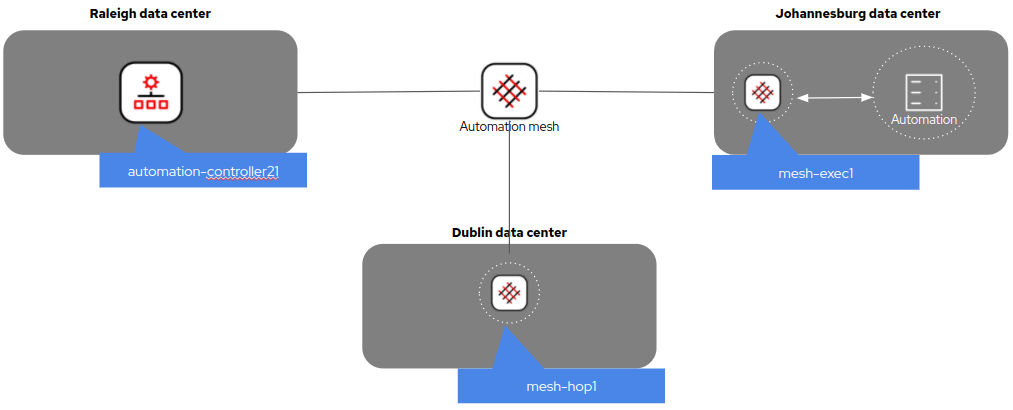 Raleigh data center
Johannesburg data center
Automation mesh
Automation
automation-controller21
mesh-exec1
Dublin data center
mesh-hop1